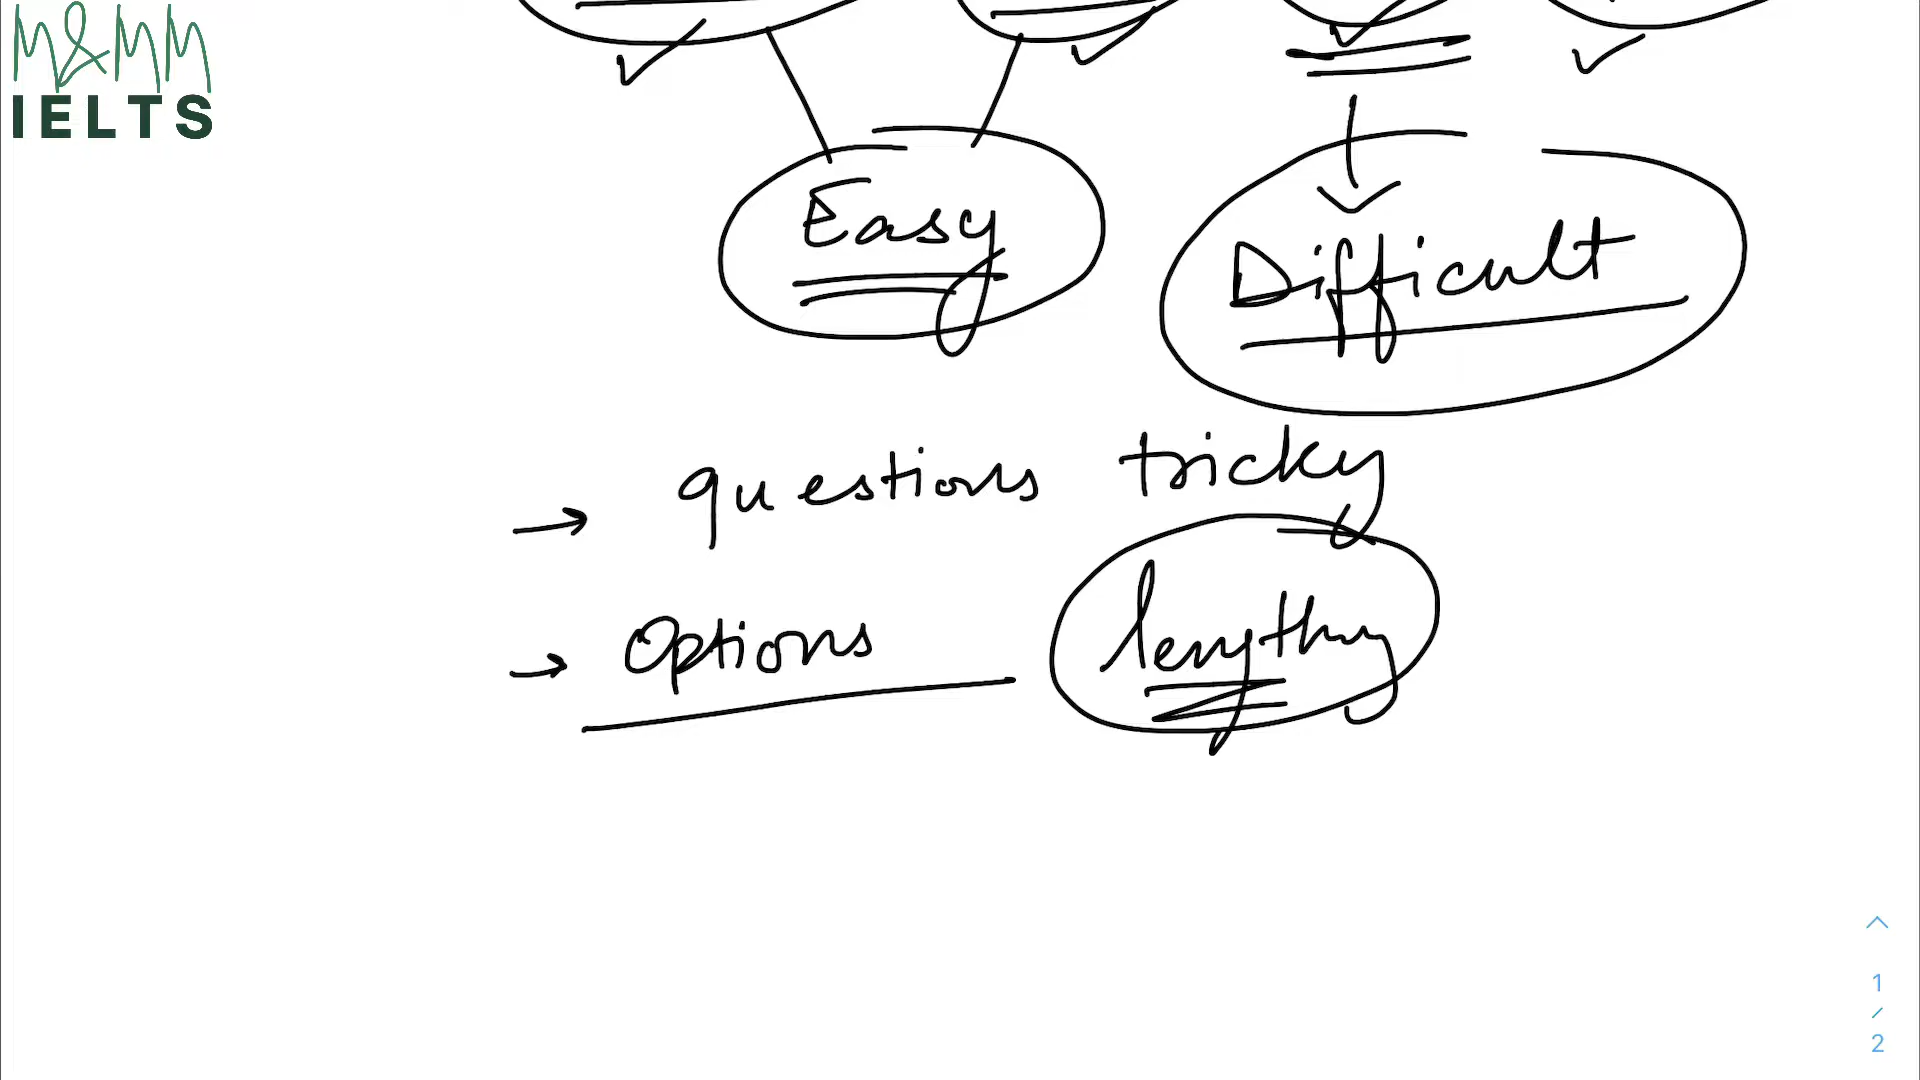 M&MM
IELTS
Easy
Difficult
questions tricky
options lengthy
1
/
2